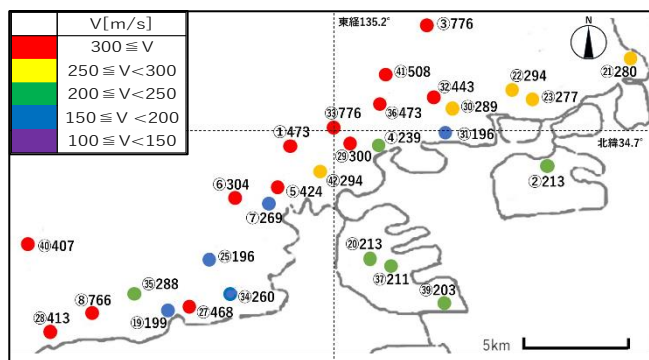 V[m/s]
300≦V
250≦V<300
200≦V<250
150≦V<200
100≦V<150
東経135.2°
N
③776
㊶508
㉜443
㉒294
㉑280
㉓277
㉚289
㊱473
㉝776
①473
④239
㉛196
北緯34.7°
㉙300
㊷294
②213
⑥304
⑤424
⑦269
㊵407
㉕196
⑳213
㊲211
㉟288
㉞260
㊴203
⑧766
㉘413
⑲199
㉗468
5km